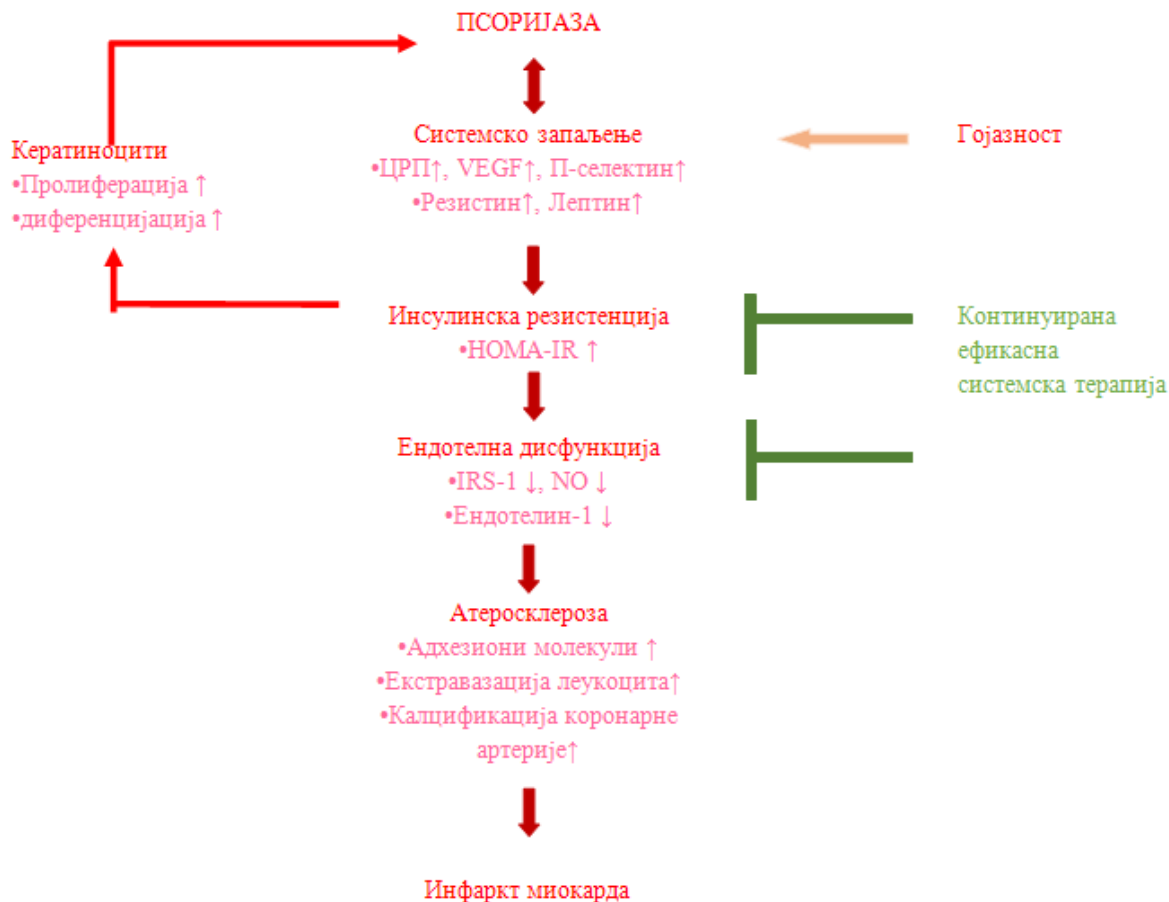 ПСОРИЈАЗА
Системско запаљење
•ЦРП↑, VEGF↑, П-селектин↑
•Резистин↑, Лептин↑
Гојазност
Кератиноцити
•Пролиферација ↑
•диференцијација ↑
Инсулинска резистенција
•HOMA-IR ↑
Континуирана
ефикасна
системска терапија
Ендотелна дисфункција
•IRS-1 ↓, NO ↓
•Ендотелин-1 ↓
Атеросклероза
•Адхезиони молекули ↑
•Екстравазација леукоцита↑
•Калцификација коронарне
артерије↑
Инфаркт миокарда